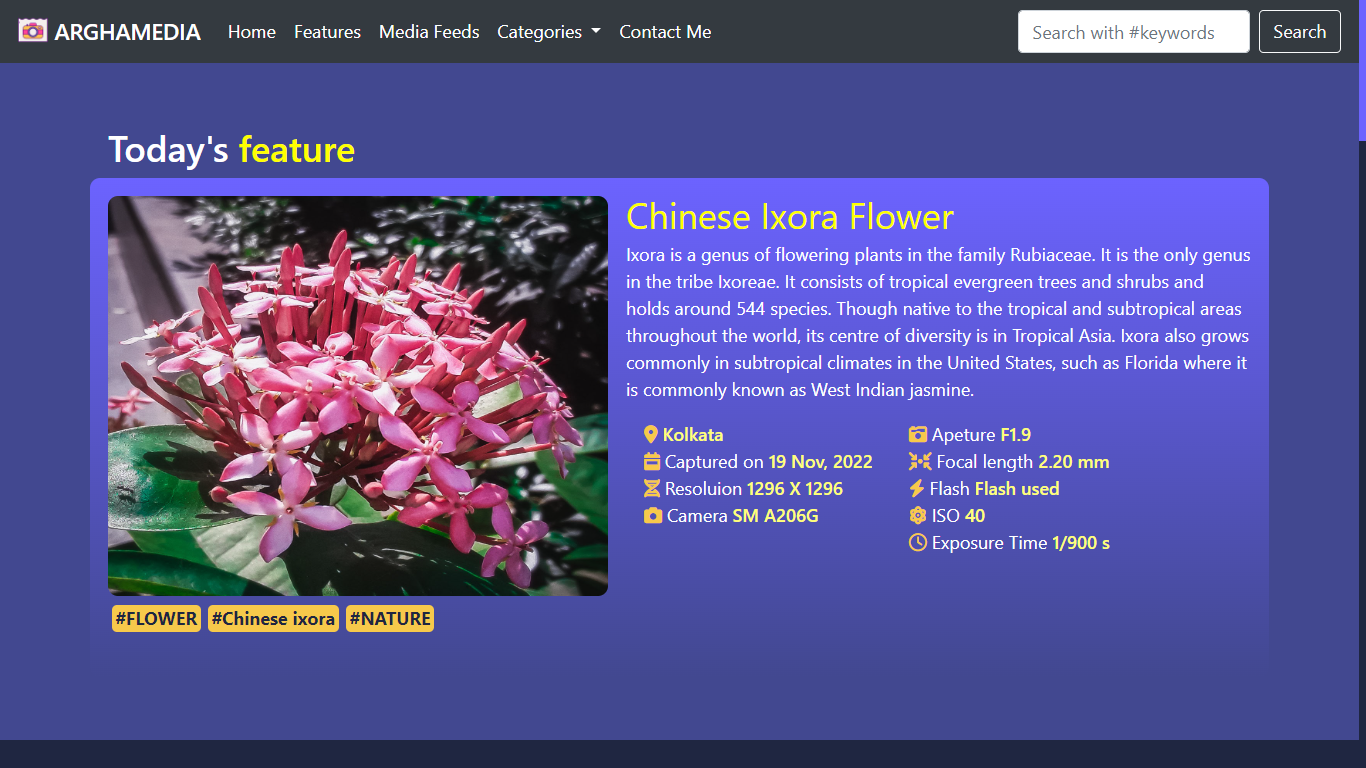 ARGHAMEDIA Home Features Media Feeds Categories Contact Me Search with #keywords Search
Today's feature
Chinese Ixora Flower
Ixora is a genus of flowering plants in the family Rubiaceae. It is the only genus
in the tribe Ixoreae. It consists of tropical evergreen trees and shrubs and
holds around 544 species. Though native to the tropical and subtropical areas
throughout the world, its centre of diversity is in Tropical Asia. Ixora also grows
commonly in subtropical climates in the United States, such as Florida where it
is commonly known as West Indian jasmine.
Kolkata
Captured on 19 Nov, 2022
Resoluion 1296 X 1296
Camera SM A206G
Apeture F1.9
Focal length 2.20 mm
Flash Flash used
ISO 40
Exposure Time 1/900 s
#FLOWER #Chinese ixora #NATURE